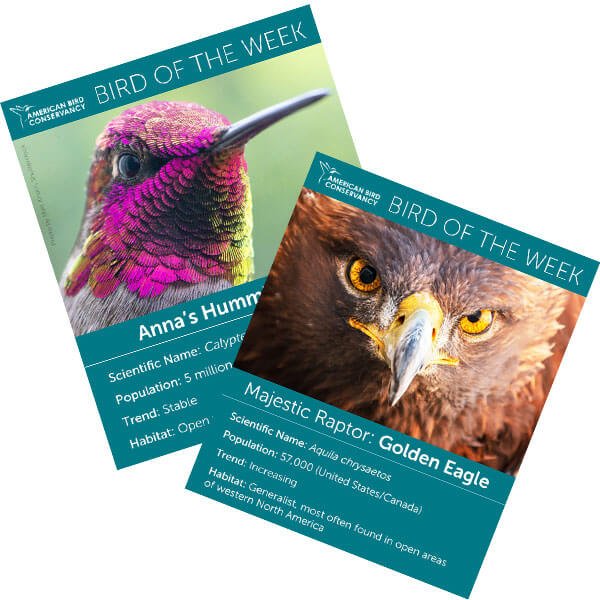 AMERICAN BIRD
CONSERVANCY
BIRD OF THE WEEK
Anna's Humm
Scientific Name: Calypte
Population: 5 million
Trend: Stable
Habitat: Open
AMERICAN BIRD
CONSERVANCY
BIRD OF THE WEEK
Majestic Raptor: Golden Eagle
Scientific Name: Aquila chrysaetos
Population: 57,000 (United States/Canada)
Trend: Increasing
Habitat: Generalist, most often found in open areas
of western North America